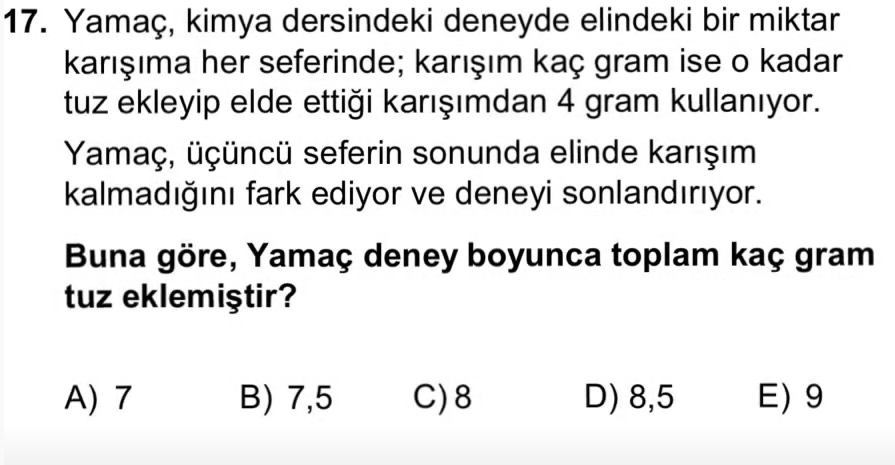 17. Yamaç, kimya dersindeki deneyde elindeki bir miktar
karışıma her seferinde; karışım kaç gram ise o kadar
tuz ekleyip elde ettiği karışımdan 4 gram kullanıyor.
Yamaç, üçüncü seferin sonunda elinde karışım
kalmadığını fark ediyor ve deneyi sonlandırıyor.
Buna göre, Yamaç deney boyunca toplam kaç gram
tuz eklemiştir?
A) 7 B) 7,5 C) 8 D) 8,5 E) 9